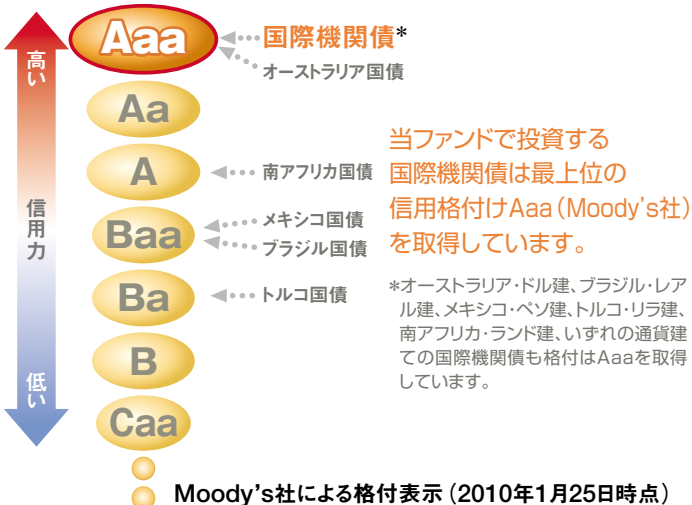 高い
信用力
低い
Aaa
国際機関債*
オーストラリア国債
Aa
A
南アフリカ国債
Baa
メキシコ国債
ブラジル国債
Ba
トルコ国債
B
Caa
当ファンドで投資する
国際機関債は最上位の
信用格付けAaa(Moody's社)
を取得しています。
*オーストラリア・ドル建、ブラジル・レア
ル建、メキシコ・ペソ建、トルコ・リラ建、
南アフリカ・ランド建、いずれの通貨建
ての国際機関債も格付はAaaを取得
しています。
Moody's社による格付表示(2010年1月25日時点)